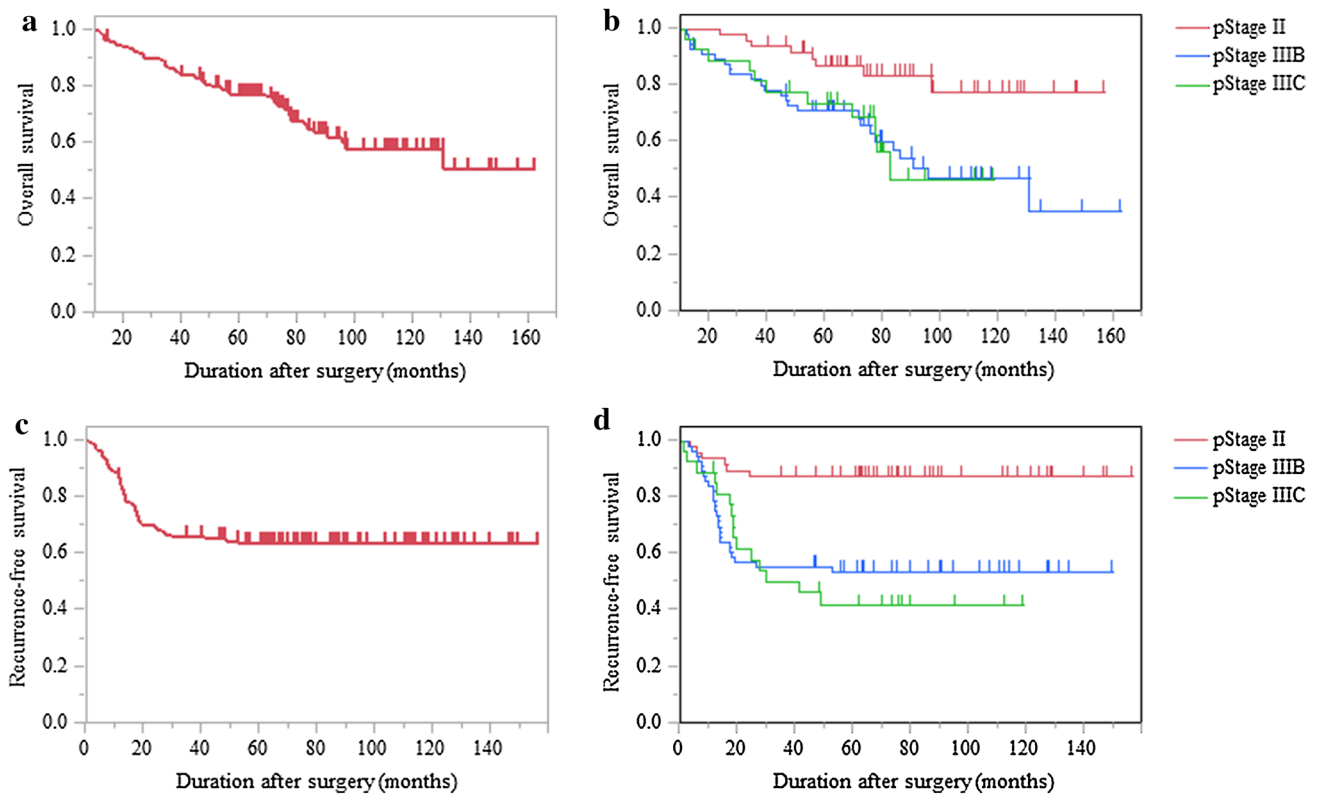 a
1.0
0.8
0.6
0.4
0.2
0.0
Overall survival
20 40 60 80 100 120 140 160
Duration after surgery (months)
b
1.0
0.8
0.6
0.4
0.2
0.0
Overall survival
20 40 60 80 100 120 140 160
Duration after surgery (months)
pStage II
pStage IIIB
pStage IIIC
c
1.0
0.8
0.6
0.4
0.2
0.0
Recurrence-free survival
0 20 40 60 80 100 120 140
Duration after surgery (months)
d
1.0
0.8
0.6
0.4
0.2
0.0
Recurrence-free survival
0 20 40 60 80 100 120 140
Duration after surgery (months)
pStage II
pStage IIIB
pStage IIIC